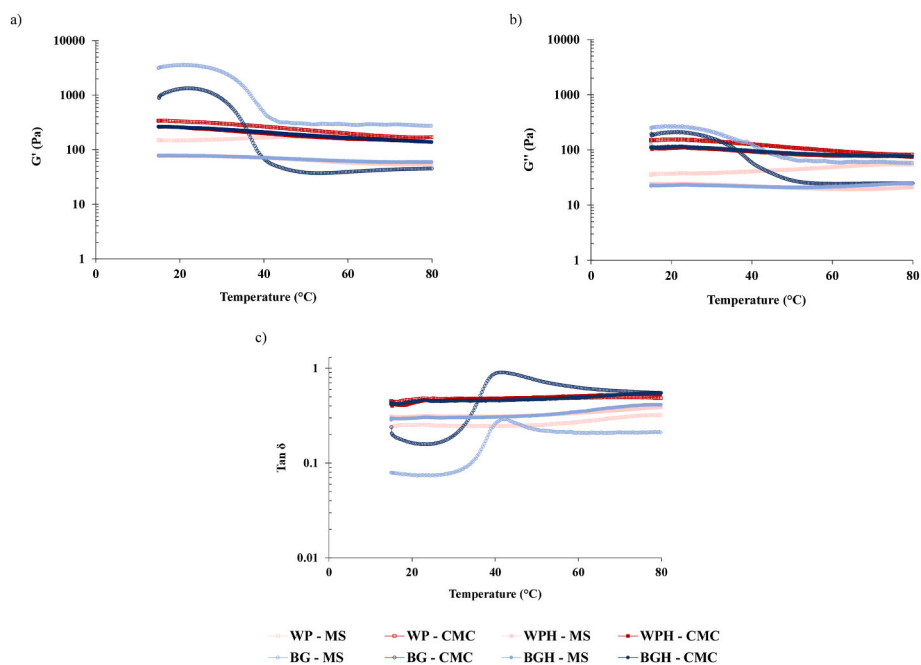 a)
10000
1000
100
10
1
G' (Pa)
0 20 40 60 80
Temperature (°C)
b)
10000
1000
100
10
1
G'' (Pa)
0 20 40 60 80
Temperature (°C)
c)
1
0.1
0.01
Tan δ
0 20 40 60 80
Temperature (°C)
WP - MS WP - CMC WPH - MS WPH - CMC
BG - MS BG - CMC BGH - MS BGH - CMC